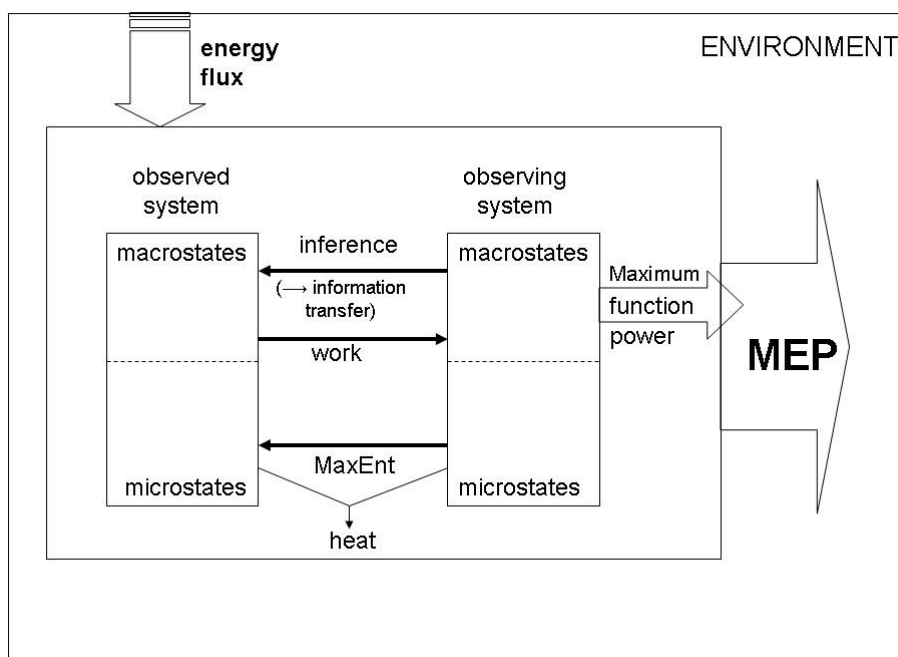 energy
flux
ENVIRONMENT
observed
system
observing
system
macrostates
inference
macrostates
(→ information
transfer)
work
Maximum
function
power
MEP
MaxEnt
microstates
microstates
heat